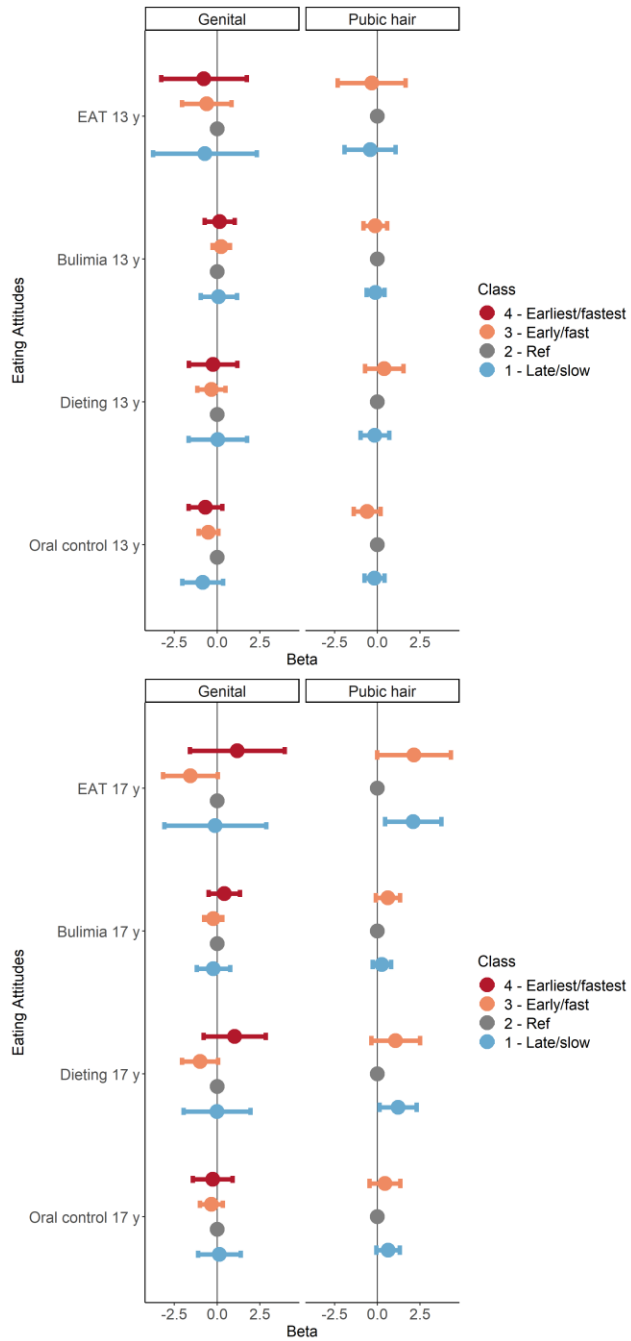 Genital
Pubic hair
Eating Attitudes
EAT 13 y
Bulimia 13 y
Dieting 13 y
Oral control 13 y
-2.5 0.0 2.5
-2.5 0.0 2.5
Beta
Class
4 - Earliest/fastest
3 - Early/fast
2 - Ref
1 - Late/slow
Genital
Pubic hair
Eating Attitudes
EAT 17 y
Bulimia 17 y
Dieting 17 y
Oral control 17 y
-2.5 0.0 2.5
-2.5 0.0 2.5
Beta
Class
4 - Earliest/fastest
3 - Early/fast
2 - Ref
1 - Late/slow